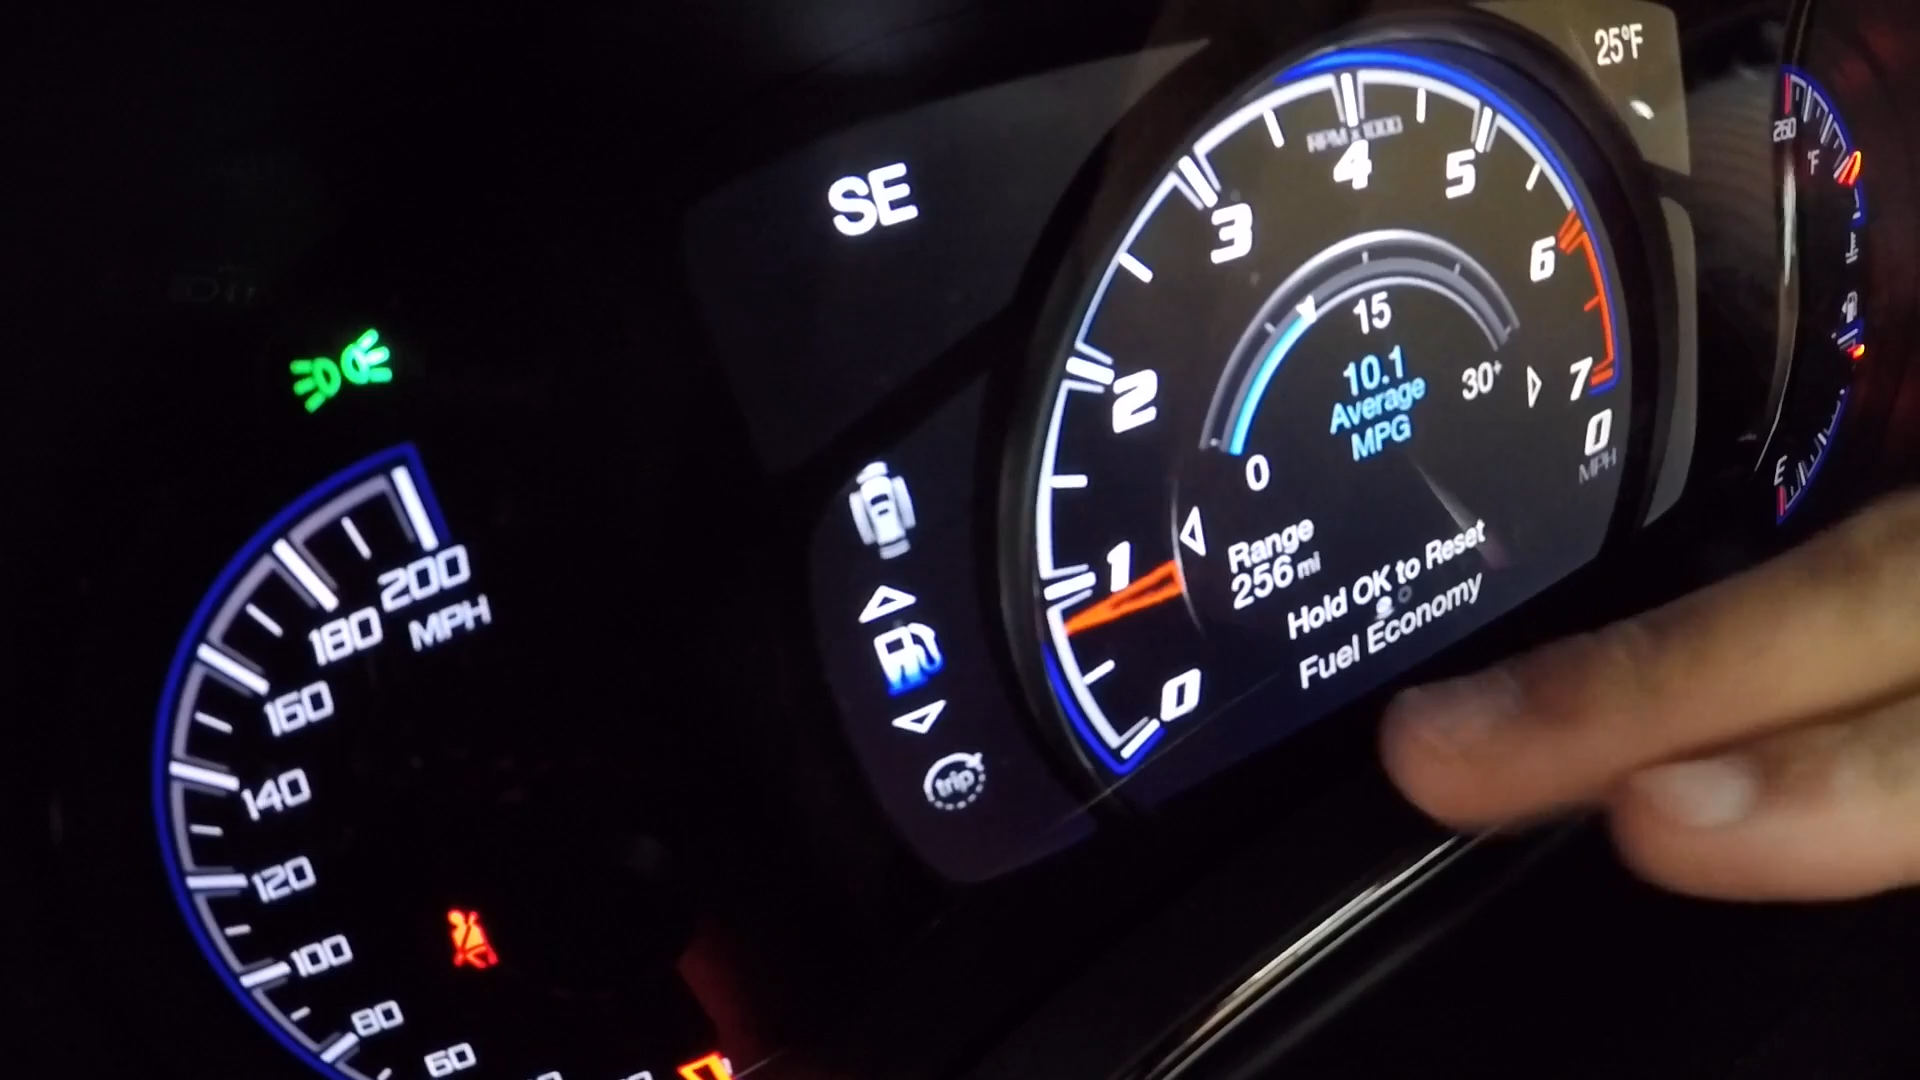 25°F
SE
RPM x 1000
0
1
2
3
4
5
6
7
0
MPH
0
15
30+
10.1
Average
MPG
Range
256 mi
Hold OK to Reset
Fuel Economy
trip
200
MPH
180
160
140
120
100
80
60
260
°F
E